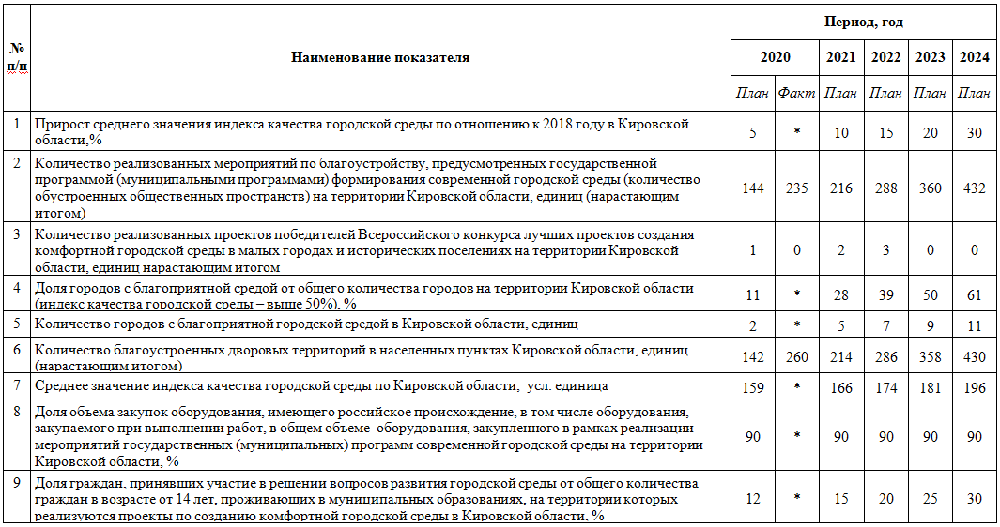 №
п/п
Наименование показателя
Период, год
2020
2021
2022
2023
2024
План
Факт
План
План
План
План
1
Прирост среднего значения индекса качества городской среды по отношению к 2018 году в Кировской
области,%
5
*
10
15
20
30
2
Количество реализованных мероприятий по благоустройству, предусмотренных государственной
программой (муниципальными программами) формирования современной городской среды (количество
обустроенных общественных пространств) на территории Кировской области, единиц (нарастающим
итогом)
144
235
216
288
360
432
3
Количество реализованных проектов победителей Всероссийского конкурса лучших проектов создания
комфортной городской среды в малых городах и исторических поселениях на территории Кировской
области, единиц нарастающим итогом
1
0
2
3
0
0
4
Доля городов с благоприятной средой от общего количества городов на территории Кировской области
(индекс качества городской среды – выше 50%), %
11
*
28
39
50
61
5
Количество городов с благоприятной городской средой в Кировской области, единиц
2
*
5
7
9
11
6
Количество благоустроенных дворовых территорий в населенных пунктах Кировской области, единиц
(нарастающим итогом)
142
260
214
286
358
430
7
Среднее значение индекса качества городской среды по Кировской области, усл. единица
159
*
166
174
181
196
8
Доля объема закупок оборудования, имеющего российское происхождение, в том числе оборудования,
закупаемого при выполнении работ, в общем объеме оборудования, закупленного в рамках реализации
мероприятий государственных (муниципальных) программ современной городской среды на территории
Кировской области, %
90
*
90
90
90
90
9
Доля граждан, принявших участие в решении вопросов развития городской среды от общего количества
граждан в возрасте от 14 лет, проживающих в муниципальных образованиях, на территории которых
реализуются проекты по созданию комфортной городской среды в Кировской области, %
12
*
15
20
25
30